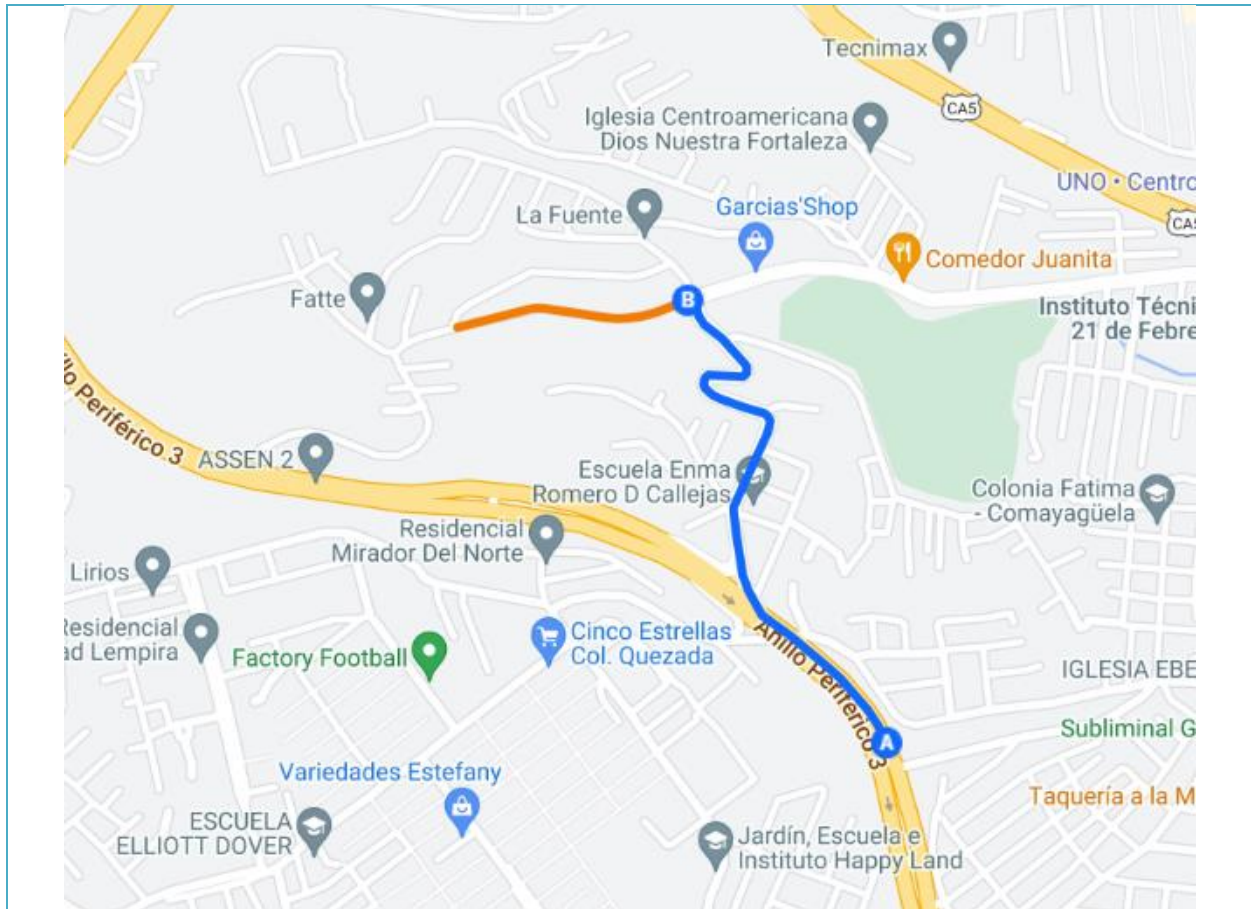 Tecnimax
CA5
Iglesia Centroamericana
Dios Nuestra Fortaleza
UNO • Centro
La Fuente
Garcias'Shop
CA5
Comedor Juanita
Fatte
B
Instituto Técni
21 de Febre
illo Periférico 3
ASSEN 2
Escuela Enma
Romero D Callejas
Colonia Fatima
- Comayagüela
Residencial
Mirador Del Norte
Lirios
Residencial
ad Lempira
Cinco Estrellas
Col. Quezada
Factory Football
Anillo Periferico 3
IGLESIA EBE
Subliminal G
A
Variedades Estefany
Taquería a la M
ESCUELA
ELLIOTT DOVER
Jardín, Escuela e
Instituto Happy Land